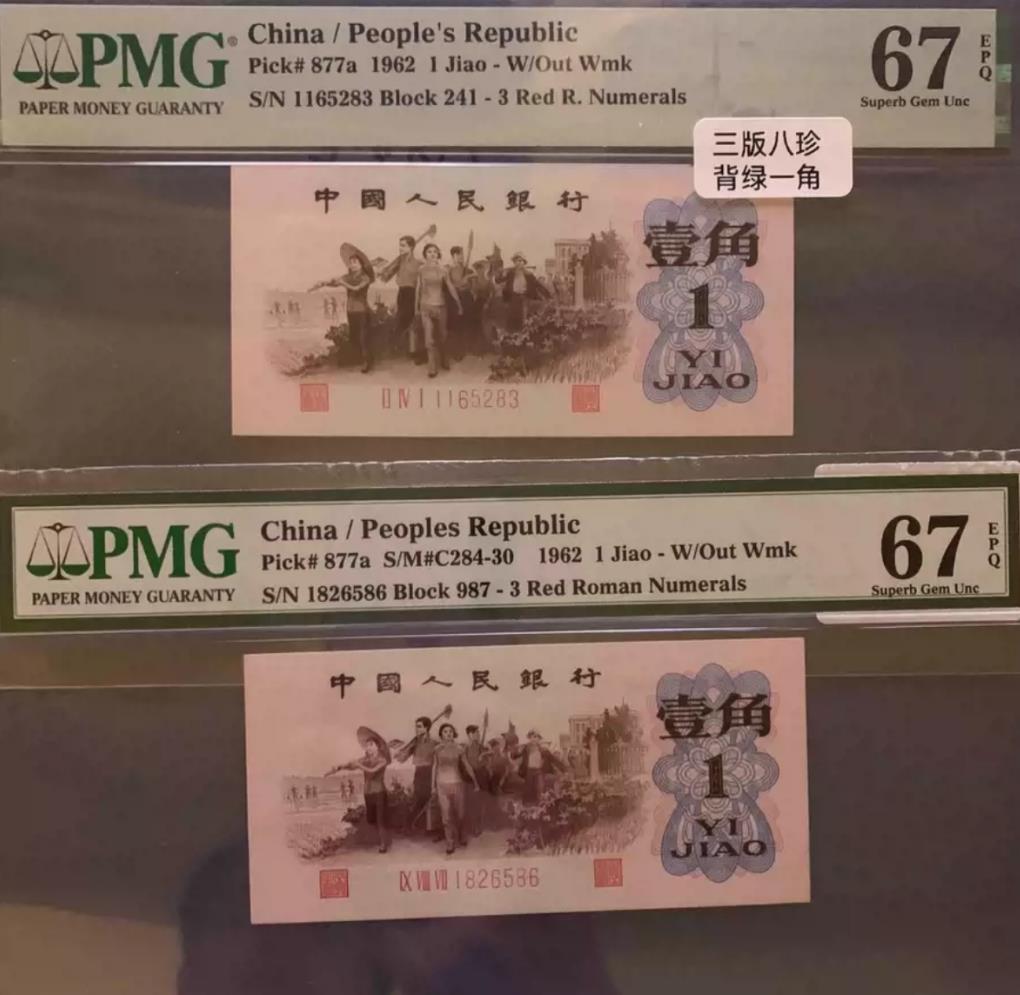 PMG®
PAPER MONEY GUARANTY
China / People's Republic
Pick# 877a 1962 1 Jiao - W/Out Wmk
S/N 1165283 Block 241 - 3 Red R. Numerals
67
EPQ
Superb Gem Unc
三版八珍
背绿一角
中國人民銀行
壹角
1
YI
JIAO
II IV I 1165283
PMG
PAPER MONEY GUARANTY
China / Peoples Republic
Pick# 877a S/M#C284-30 1962 1 Jiao - W/Out Wmk
S/N 1826586 Block 987 - 3 Red Roman Numerals
67
EPQ
Superb Gem Unc
中國人民銀行
壹角
1
YI
JIAO
IX VIII VII 1826586